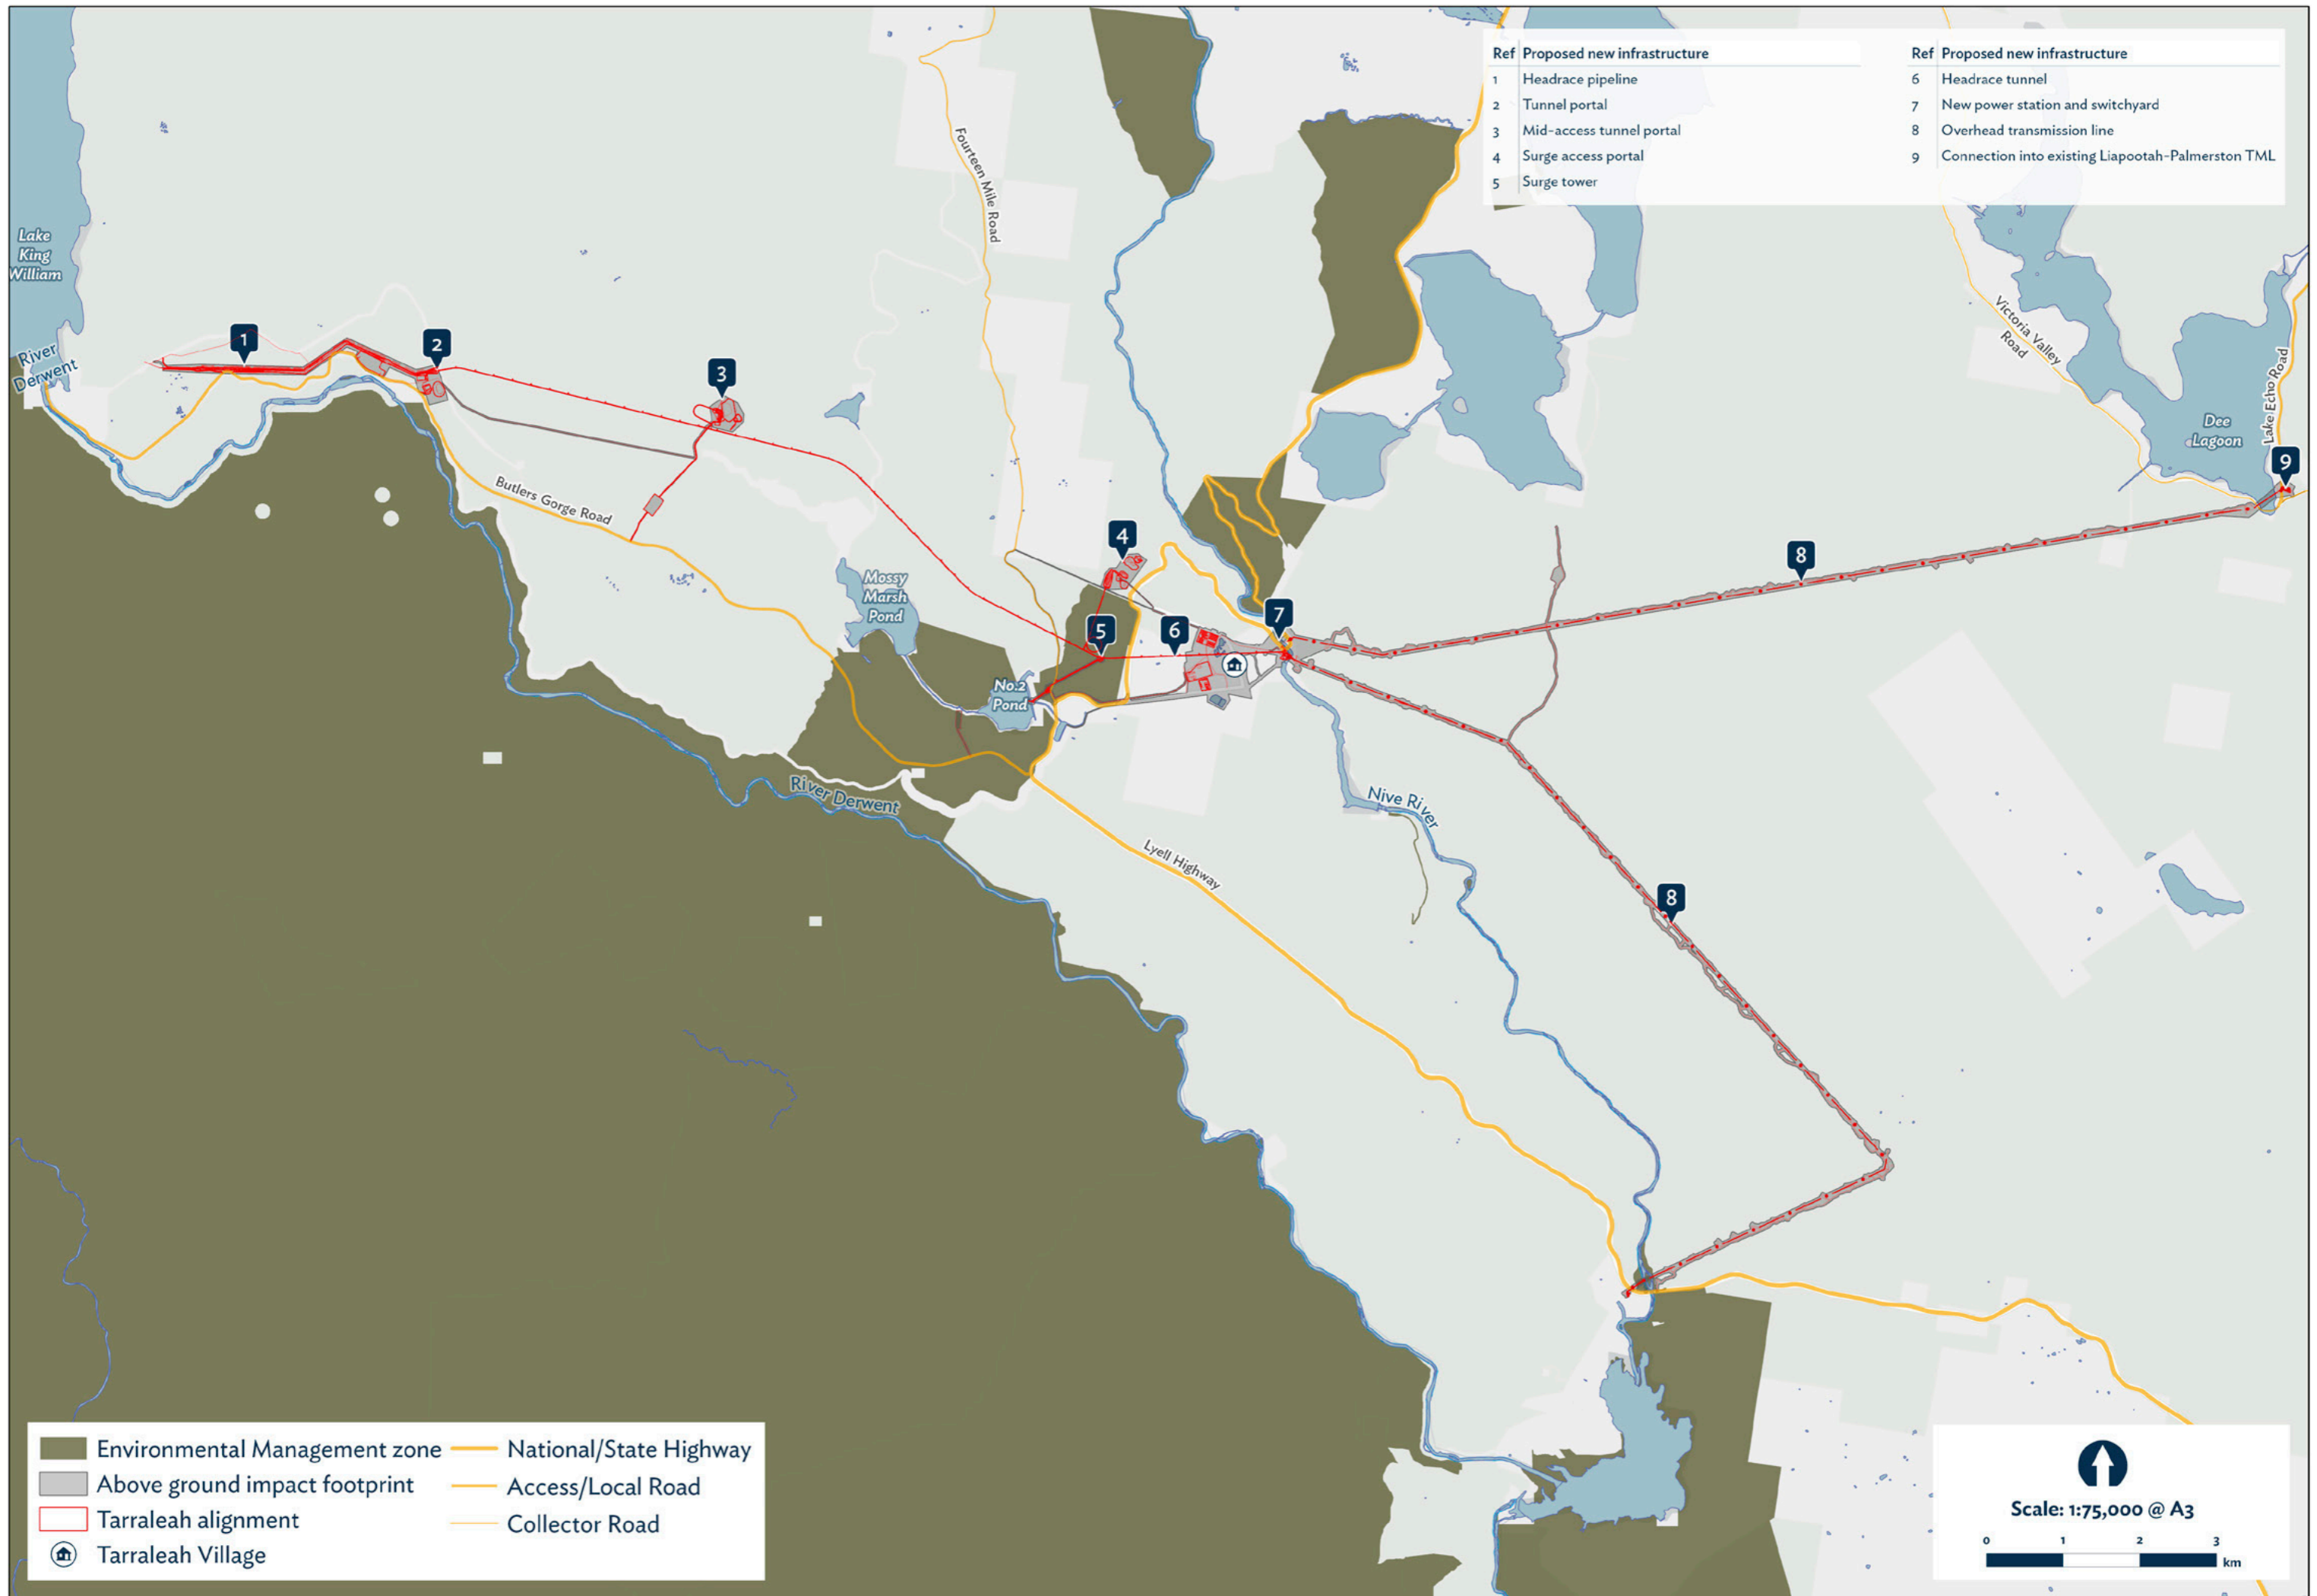 Ref Proposed new infrastructure
1 Headrace pipeline
2 Tunnel portal
3 Mid-access tunnel portal
4 Surge access portal
5 Surge tower
Ref Proposed new infrastructure
6 Headrace tunnel
7 New power station and switchyard
8 Overhead transmission line
9 Connection into existing Liapootah-Palmerston TML
Fourteen Mile Road
Lake
King
William
River
Derwent
1
2
3
Victoria Valley
Road
Lake Echo Road
Dee
Lagoon
9
Butlers Gorge Road
4
8
Mossy
Marsh
Pond
5
6
7
No.2
Pond
River Derwent
Nive River
Lyell Highway
8
Environmental Management zone
Above ground impact footprint
Tarraleah alignment
Tarraleah Village
National/State Highway
Access/Local Road
Collector Road
Scale: 1:75,000 @ A3
0 1 2 3
km